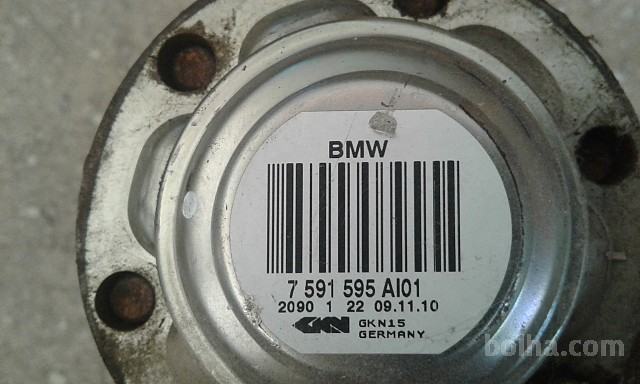 BMW
7 591 595 AI01
2090 1 22 09.11.10
GKN GKN15
GERMANY
bolha.com